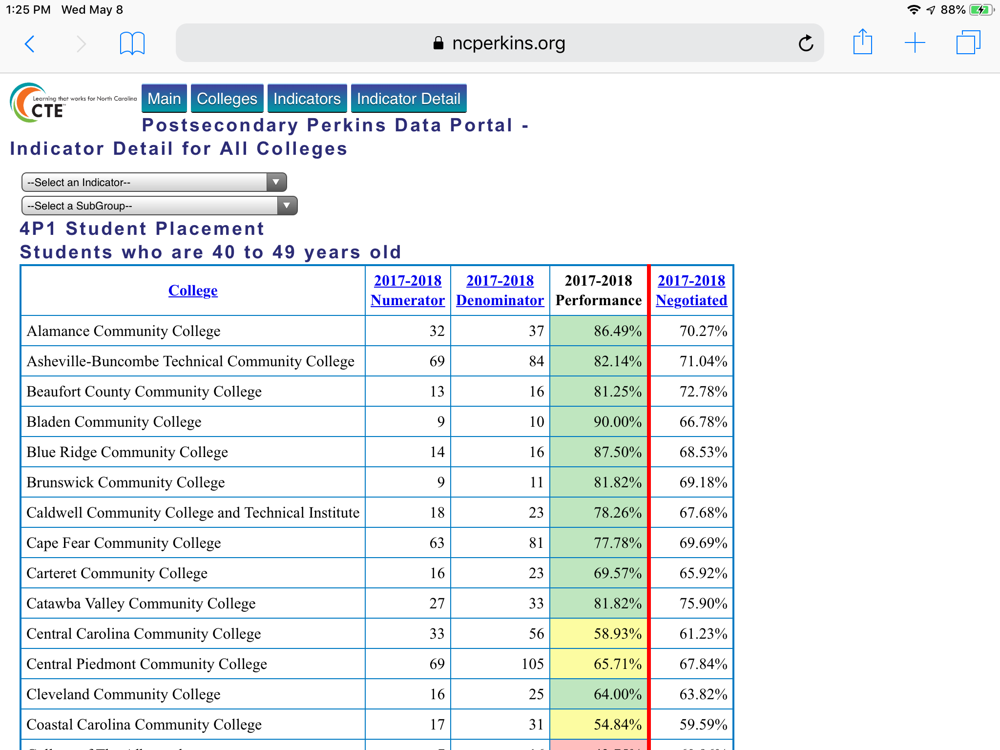 1:25 PM Wed May 8 88%
ncperkins.org
Learning that works for North Carolina
CTE™
Main Colleges Indicators Indicator Detail
Postsecondary Perkins Data Portal -
Indicator Detail for All Colleges
--Select an Indicator--
--Select a SubGroup--
4P1 Student Placement
Students who are 40 to 49 years old
College 2017-2018 Numerator 2017-2018 Denominator 2017-2018 Performance 2017-2018 Negotiated
Alamance Community College 32 37 86.49% 70.27%
Asheville-Buncombe Technical Community College 69 84 82.14% 71.04%
Beaufort County Community College 13 16 81.25% 72.78%
Bladen Community College 9 10 90.00% 66.78%
Blue Ridge Community College 14 16 87.50% 68.53%
Brunswick Community College 9 11 81.82% 69.18%
Caldwell Community College and Technical Institute 18 23 78.26% 67.68%
Cape Fear Community College 63 81 77.78% 69.69%
Carteret Community College 16 23 69.57% 65.92%
Catawba Valley Community College 27 33 81.82% 75.90%
Central Carolina Community College 33 56 58.93% 61.23%
Central Piedmont Community College 69 105 65.71% 67.84%
Cleveland Community College 16 25 64.00% 63.82%
Coastal Carolina Community College 17 31 54.84% 59.59%